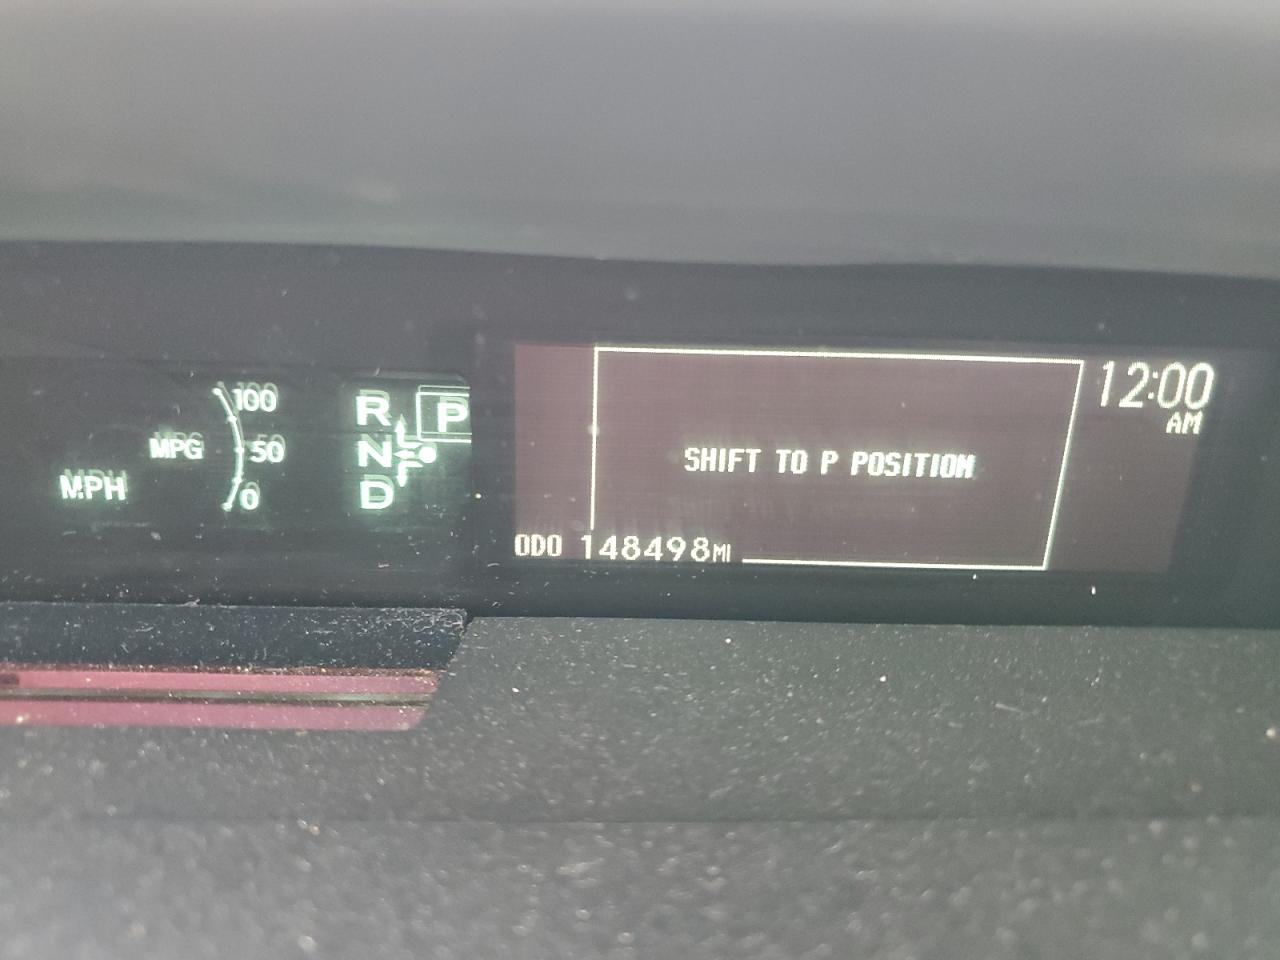 100
MPG 50
MPH 0
R P
N
D
12:00
AM
SHIFT TO P POSITION
ODO 148498MI